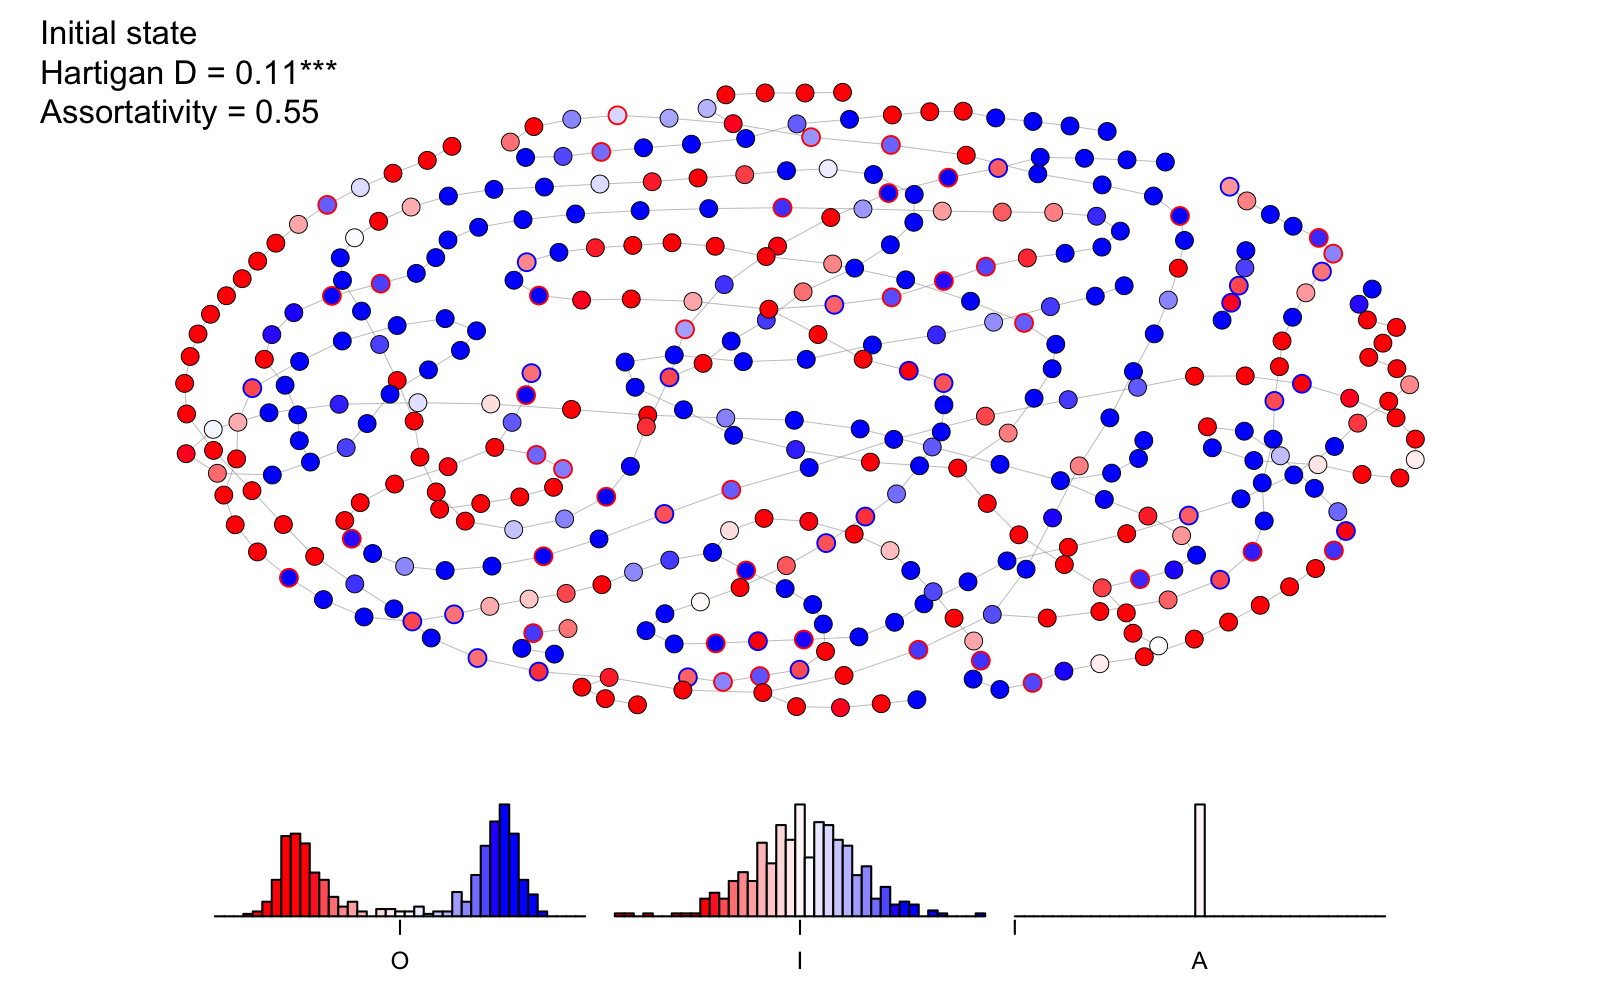 Initial state
Hartigan D = 0.11***
Assortativity = 0.55
O
I
A